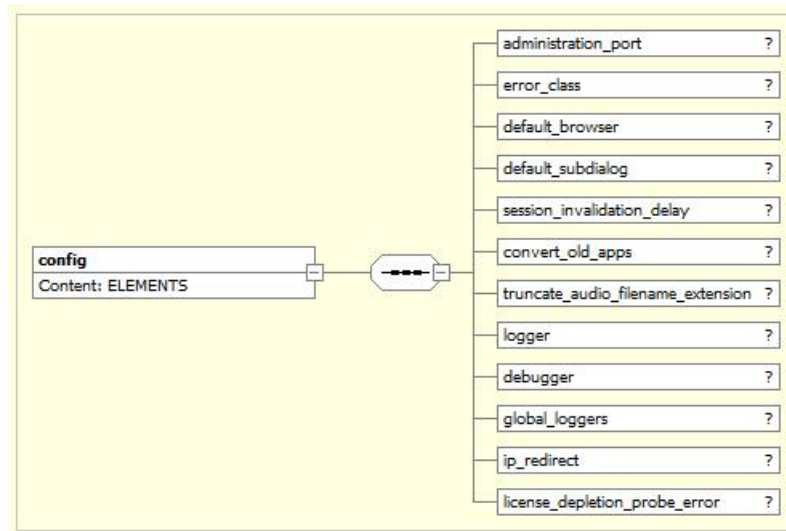 administration_port ?
error_class ?
default_browser ?
default_subdialog ?
session_invalidation_delay ?
config
convert_old_apps ?
Content: ELEMENTS
truncate_audio_filename_extension ?
logger ?
debugger ?
global_loggers ?
ip_redirect ?
license_depletion_probe_error ?